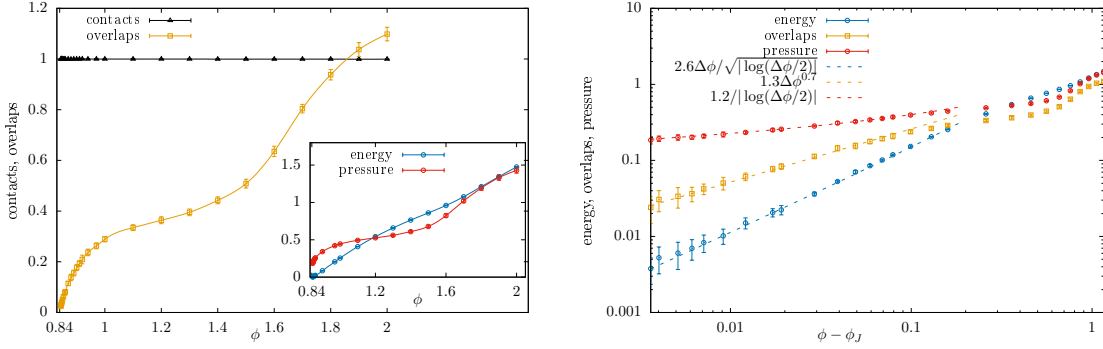 contacts, overlaps
1.2
1
0.8
0.6
0.4
0.2
0
contacts
overlaps
1.5
1
0.5
0
energy
pressure
0.84
1.2
1.6
2
ϕ
0.84
1
1.2
1.4
1.6
1.8
2
ϕ
energy, overlaps, pressure
10
1
0.1
0.01
0.001
energy
overlaps
pressure
2.6Δϕ/√|log(Δϕ/2)|
1.3Δϕ^0.7
1.2/|log(Δϕ/2)|
0.01
0.1
1
ϕ − ϕ_J